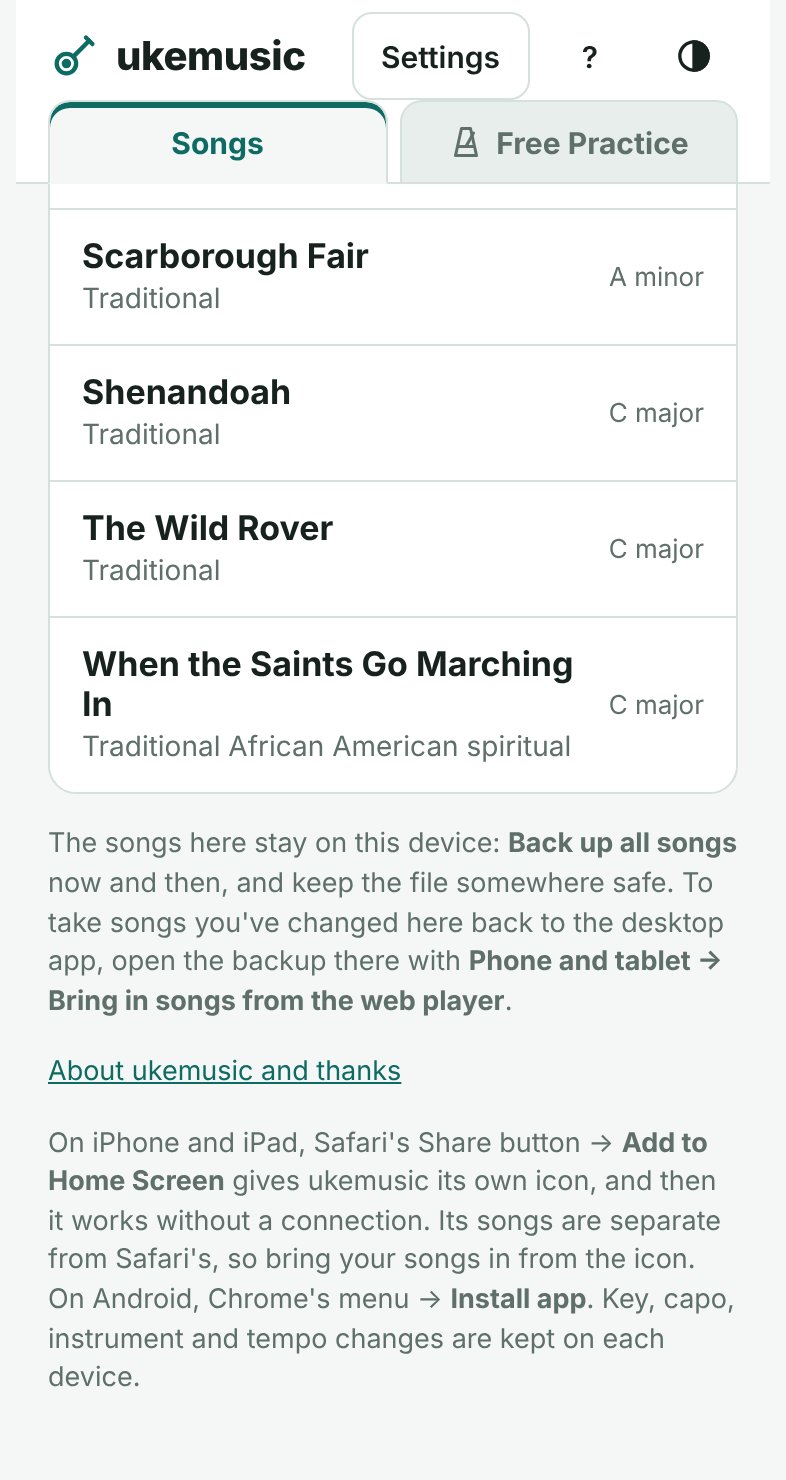 ukemusic
Settings
?
Songs
Free Practice
Scarborough Fair
Traditional
A minor
Shenandoah
Traditional
C major
The Wild Rover
Traditional
C major
When the Saints Go Marching
In
Traditional African American spiritual
C major
The songs here stay on this device: Back up all songs
now and then, and keep the file somewhere safe. To
take songs you've changed here back to the desktop
app, open the backup there with Phone and tablet →
Bring in songs from the web player.
About ukemusic and thanks
On iPhone and iPad, Safari's Share button → Add to
Home Screen gives ukemusic its own icon, and then
it works without a connection. Its songs are separate
from Safari's, so bring your songs in from the icon.
On Android, Chrome's menu → Install app. Key, capo,
instrument and tempo changes are kept on each
device.